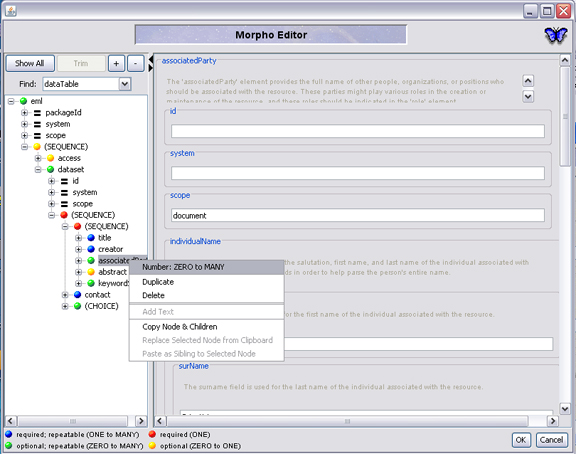 Morpho Editor
Show All
Trim
+
-
Find:
dataTable
eml
packageId
system
scope
(SEQUENCE)
access
dataset
id
system
scope
(SEQUENCE)
(SEQUENCE)
title
creator
associatedPart
abstract
keywordS
contact
(CHOICE)
Number: ZERO to MANY
Duplicate
Delete
Add Text
Copy Node & Children
Replace Selected Node from Clipboard
Paste as Sibling to Selected Node
associatedParty
The 'associatedParty' element provides the full name of other people, organizations, or positions who
should be associated with the resource. These parties might play various roles in the creation or
maintenance of the resource, and these roles should be indicated in the 'role' element.
id
system
scope
document
individualName
the salutation, first name, and last name of the individual associated with
ds in order to help parse the person's entire name.
for the first name of the individual associated with the resource.
surName
The surname field is used for the last name of the individual associated with the resource.
required; repeatable (ONE to MANY)
required (ONE)
optional; repeatable (ZERO to MANY)
optional (ZERO to ONE)
OK
Cancel